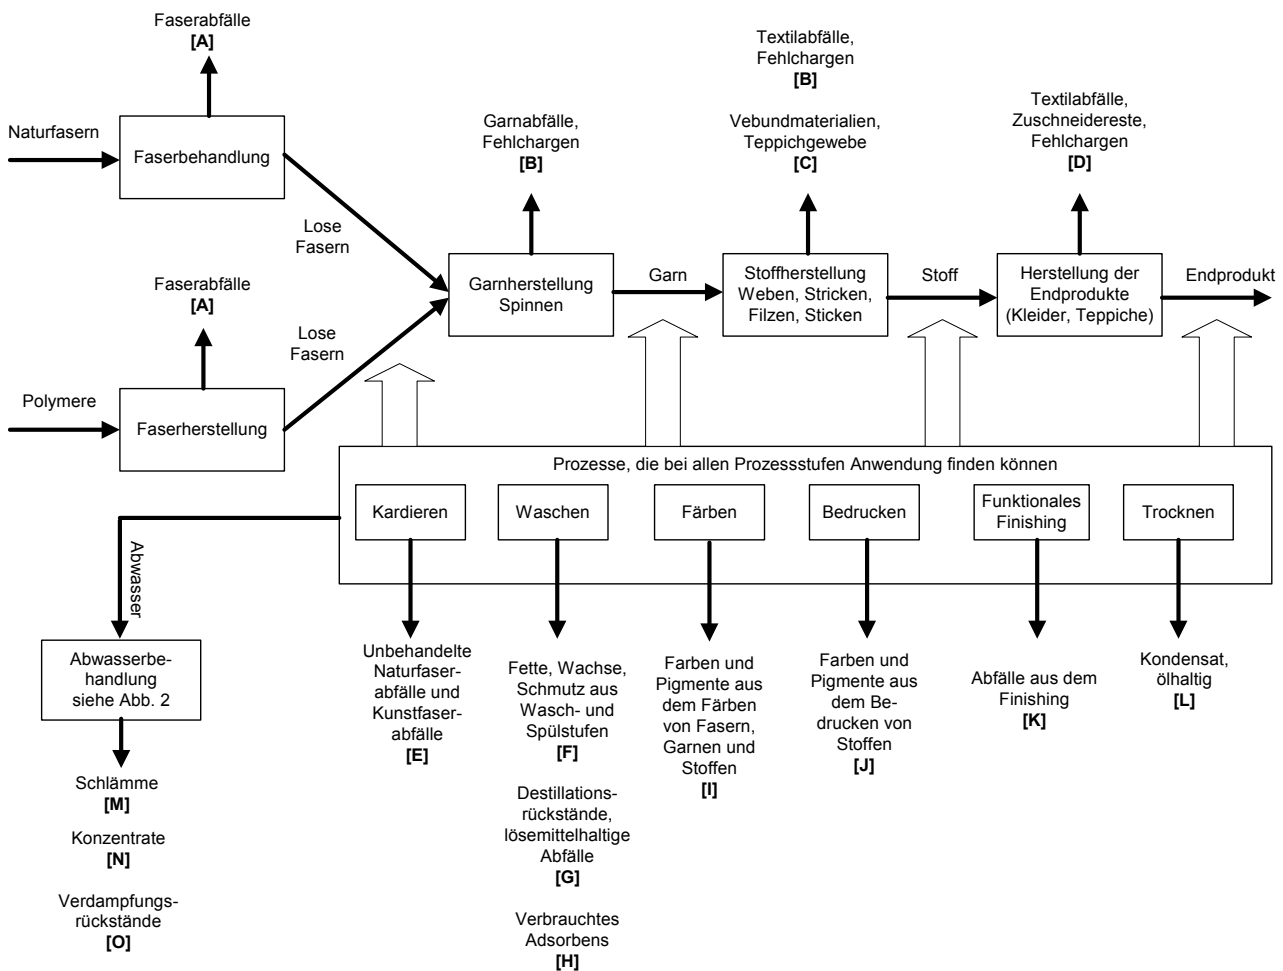 Faserabfälle
[A]
Naturfasern
Faserbehandlung
Lose
Fasern
Faserabfälle
[A]
Polymere
Faserherstellung
Lose
Fasern
Garnabfälle,
Fehlchargen
[B]
Garnherstellung
Spinnen
Garn
Textilabfälle,
Fehlchargen
[B]
Vebundmaterialien,
Teppichgewebe
[C]
Stoffherstellung
Weben, Stricken,
Filzen, Sticken
Stoff
Textilabfälle,
Zuschneidereste,
Fehlchargen
[D]
Herstellung der
Endprodukte
(Kleider, Teppiche)
Endprodukt
Prozesse, die bei allen Prozessstufen Anwendung finden können
Kardieren
Waschen
Färben
Bedrucken
Funktionales
Finishing
Trocknen
Abwasser
Abwasserbe-
handlung
siehe Abb. 2
Schlämme
[M]
Konzentrate
[N]
Verdampfungs-
rückstände
[O]
Unbehandelte
Naturfaser-
abfälle und
Kunstfaser-
abfälle
[E]
Fette, Wachse,
Schmutz aus
Wasch- und
Spülstufen
[F]
Destillations-
rückstände,
lösemittelhaltige
Abfälle
[G]
Verbrauchtes
Adsorbens
[H]
Farben und
Pigmente aus
dem Färben
von Fasern,
Garnen und
Stoffen
[I]
Farben und
Pigmente aus
dem Be-
drucken von
Stoffen
[J]
Abfälle aus dem
Finishing
[K]
Kondensat,
ölhaltig
[L]